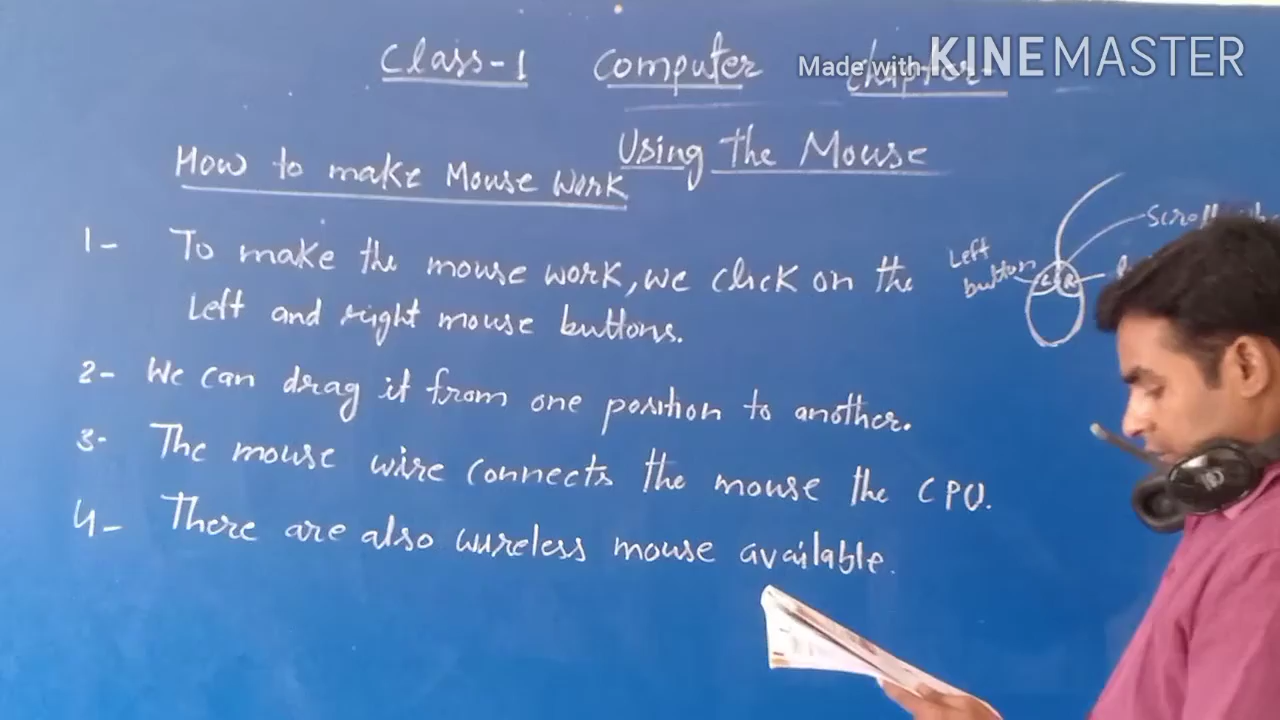 Class-1 Computer Chapter-
Made with KINEMASTER
Using the Mouse
How to make Mouse Work
1- To make the mouse work, we click on the
Left and right mouse buttons.
2- We can drag it from one position to another.
3- The mouse wire connects the mouse the CPU.
4- There are also wireless mouse available.
Scroll
Left
button
L R